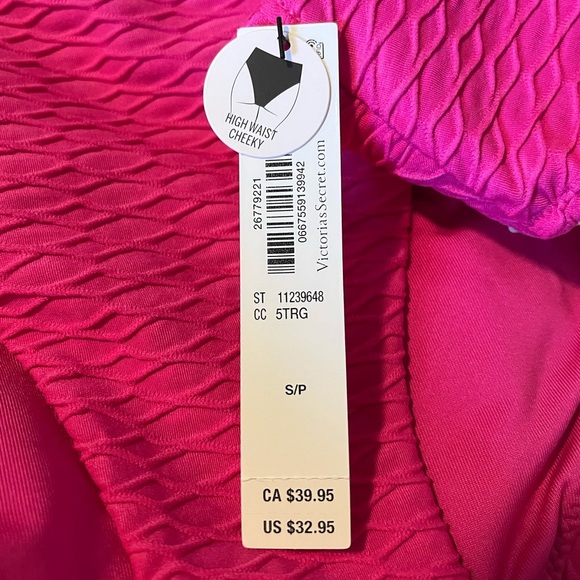 HIGH WAIST
CHEEKY
26779221
0667559139942
VictoriasSecret.com
ST 11239648
CC 5TRG
S/P
CA $39.95
US $32.95